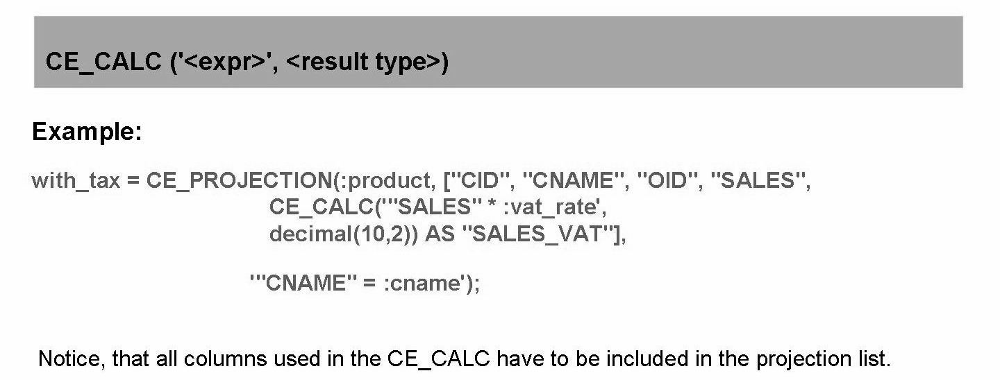 CE_CALC ('<expr>', <result type>)
Example:
with_tax = CE_PROJECTION(:product, ["CID", "CNAME", "OID", "SALES",
CE_CALC('"SALES" * :vat_rate',
decimal(10,2)) AS "SALES_VAT"],
'"CNAME" = :cname');
Notice, that all columns used in the CE_CALC have to be included in the projection list.